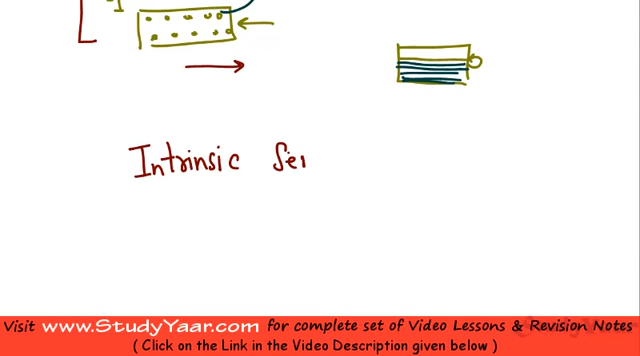 Intrinsic Sei
Visit www.StudyYaar.com for complete set of Video Lessons & Revision Notes
( Click on the Link in the Video Description given below )